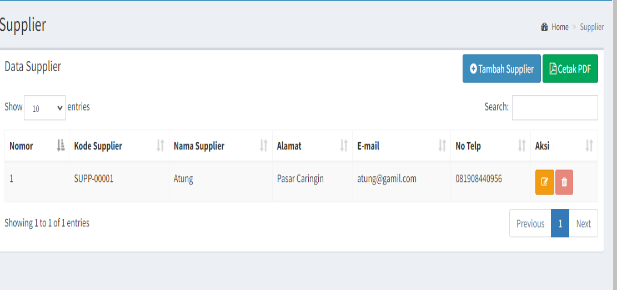 Supplier
Home > Supplier
Data Supplier
Tambah Supplier
Cetak PDF
Show 10 entries
Search:
Nomor Kode Supplier Nama Supplier Alamat E-mail No Telp Aksi
1 SUPP-00001 Atung Pasar Caringin atung@gamil.com 081908440956
Showing 1 to 1 of 1 entries
Previous 1 Next